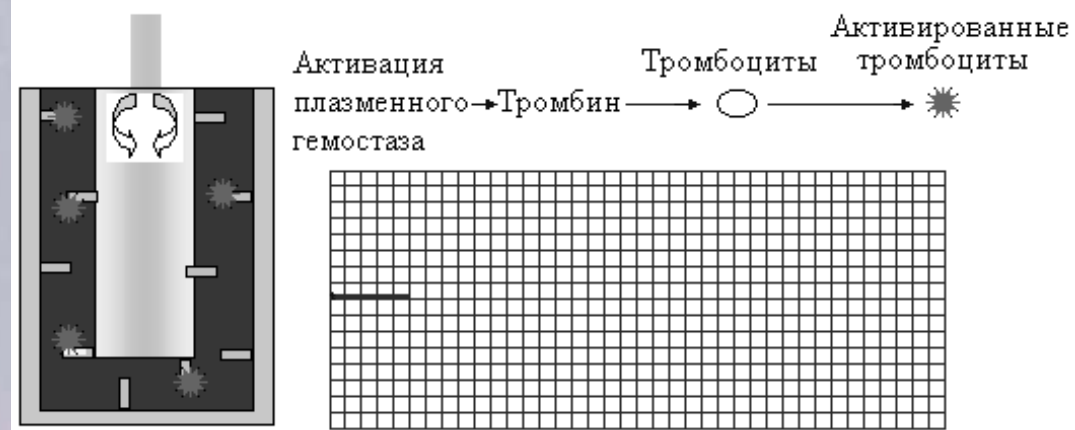 Активация
плазменного
гемостаза
Тромбин
Тромбоциты
Активированные
тромбоциты